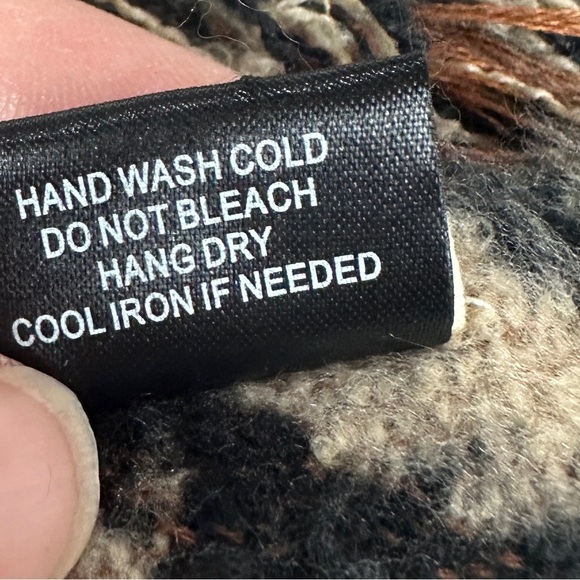 HAND WASH COLD
DO NOT BLEACH
HANG DRY
COOL IRON IF NEEDED